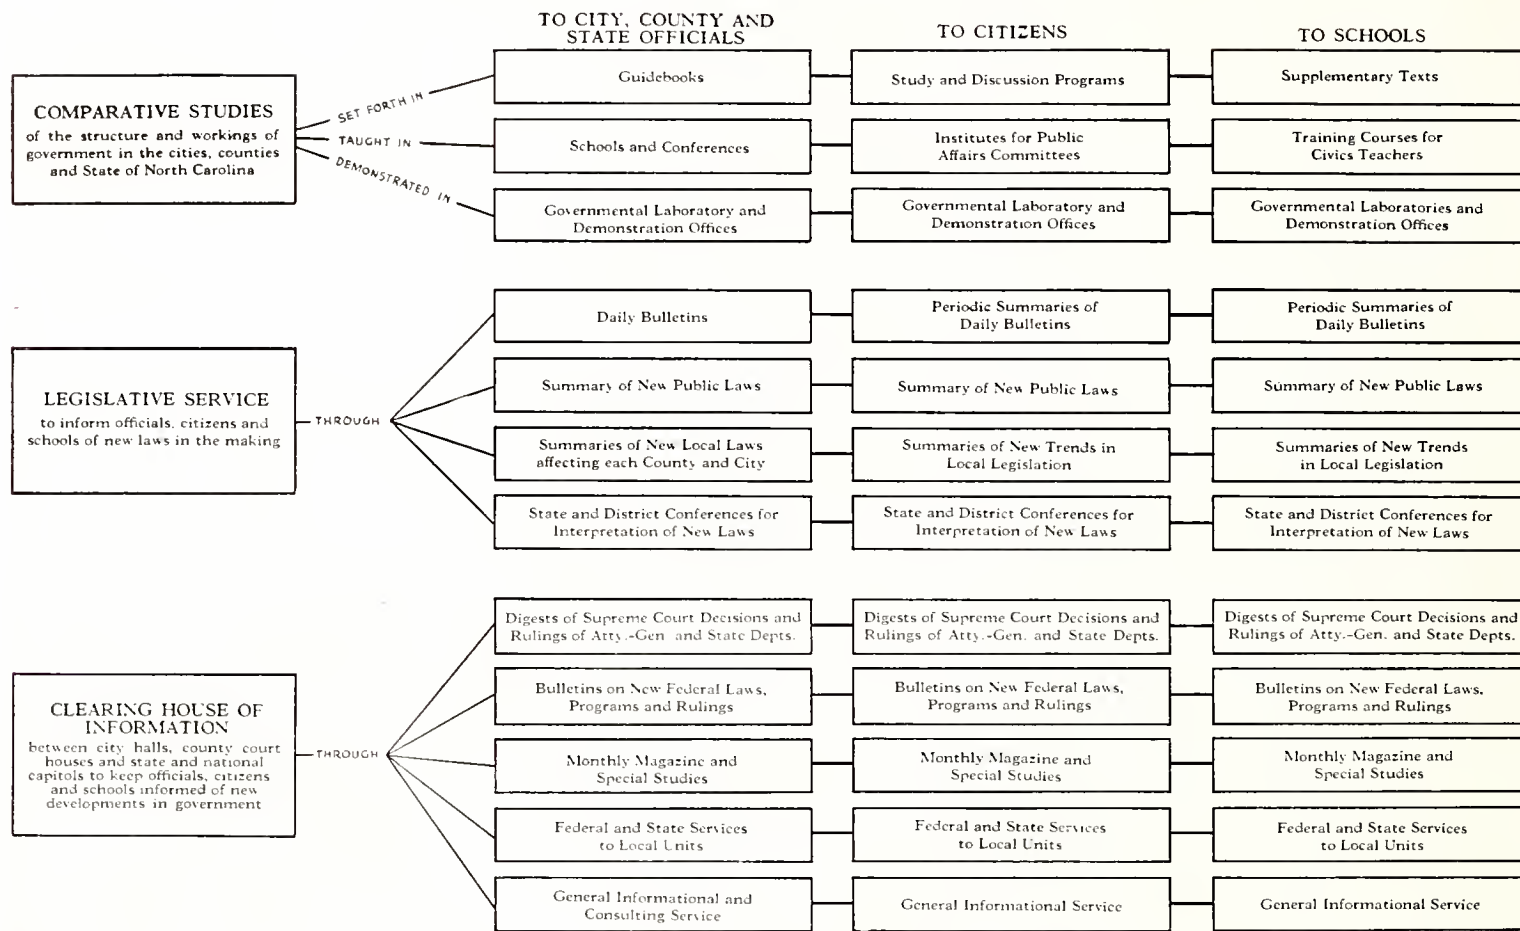 TO CITY, COUNTY AND
STATE OFFICIALS
TO CITIZENS
TO SCHOOLS
COMPARATIVE STUDIES
of the structure and workings of
government in the cities, counties
and State of North Carolina
SET FORTH IN
TAUGHT IN
DEMONSTRATED IN
Guidebooks
Study and Discussion Programs
Supplementary Texts
Schools and Conferences
Institutes for Public
Affairs Committees
Training Courses for
Civics Teachers
Governmental Laboratory and
Demonstration Offices
Governmental Laboratory and
Demonstration Offices
Governmental Laboratories and
Demonstration Offices
LEGISLATIVE SERVICE
to inform officials, citizens and
schools of new laws in the making
THROUGH
Daily Bulletins
Periodic Summaries of
Daily Bulletins
Periodic Summaries of
Daily Bulletins
Summary of New Public Laws
Summary of New Public Laws
Summary of New Public Laws
Summaries of New Local Laws
affecting each County and City
Summaries of New Trends in
Local Legislation
Summaries of New Trends
in Local Legislation
State and District Conferences for
Interpretation of New Laws
State and District Conferences for
Interpretation of New Laws
State and District Conferences for
Interpretation of New Laws
CLEARING HOUSE OF
INFORMATION
between city halls, county court
houses and state and national
capitols to keep officials, citizens
and schools informed of new
developments in government
THROUGH
Digests of Supreme Court Decisions and
Rulings of Atty.-Gen. and State Depts.
Digests of Supreme Court Decisions and
Rulings of Atty.-Gen. and State Depts.
Digests of Supreme Court Decisions and
Rulings of Atty.-Gen. and State Depts.
Bulletins on New Federal Laws,
Programs and Rulings
Bulletins on New Federal Laws,
Programs and Rulings
Bulletins on New Federal Laws,
Programs and Rulings
Monthly Magazine and
Special Studies
Monthly Magazine and
Special Studies
Monthly Magazine and
Special Studies
Federal and State Services
to Local Units
Federal and State Services
to Local Units
Federal and State Services
to Local Units
General Informational and
Consulting Service
General Informational Service
General Informational Service